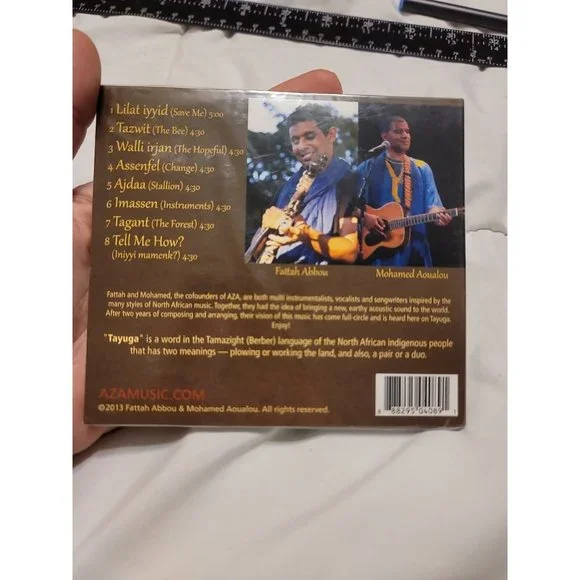 1 Lilat iyyid (Save Me) 5:00
2 Tazwit (The Bee) 4:30
3 Walli irjan (The Hopeful) 4:30
4 Assenfel (Change) 4:30
5 Ajdaa (Stallion) 4:30
6 Imassen (Instruments) 4:30
7 Tagant (The Forest) 4:30
8 Tell Me How?
(Iniyyi mamenk?) 4:30
Fattah Abbou
Mohamed Aoualou
Fattah and Mohamed, the cofounders of AZA, are both multi instrumentalists, vocalists and songwriters inspired by the
many styles of North African music. Together, they had the idea of bringing a new, earthy acoustic sound to the world.
After two years of composing and arranging, their vision of this music has come full-circle and is heard here on Tayuga.
Enjoy!
"Tayuga" is a word in the Tamazight (Berber) language of the North African indigenous people
that has two meanings — plowing or working the land, and also, a pair or a duo.
AZAMUSIC.COM
©2013 Fattah Abbou & Mohamed Aoualou. All rights reserved.
8 88295 04089 1